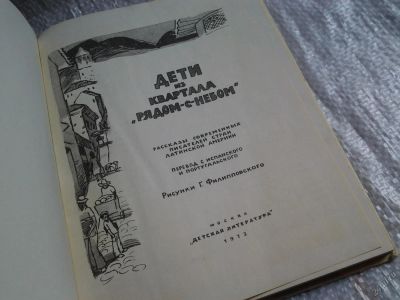 ДЕТИ
ИЗ
КВАРТАЛА
„РЯДОМ-С-НЕБОМ"
РАССКАЗЫ СОВРЕМЕННЫХ
ПИСАТЕЛЕЙ СТРАН
ЛАТИНСКОЙ АМЕРИКИ
ПЕРЕВОД С ИСПАНСКОГО
И ПОРТУГАЛЬСКОГО
РИСУНКИ Г. ФИЛИППОВСКОГО
МОСКВА
„ДЕТСКАЯ ЛИТЕРАТУРА"
1972